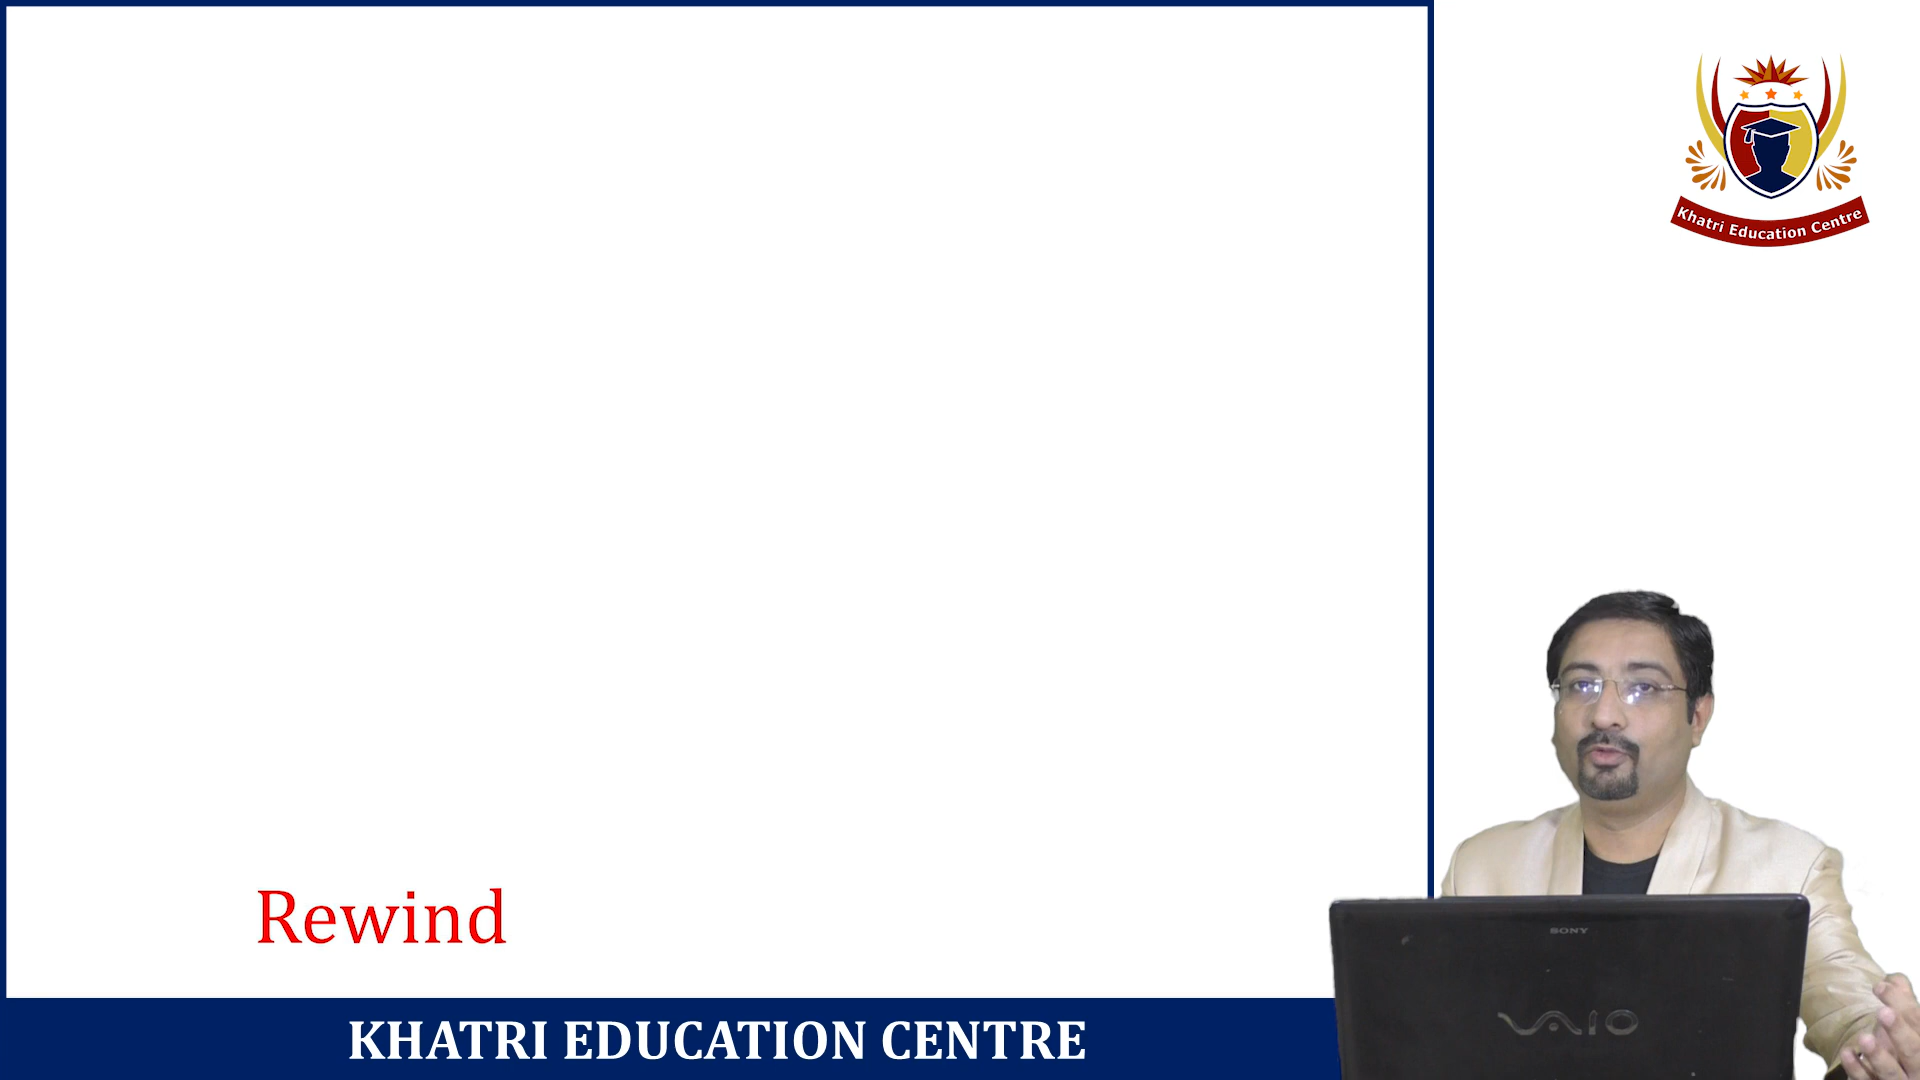 Khatri Education Centre
Rewind
SONY
VAIO
KHATRI EDUCATION CENTRE